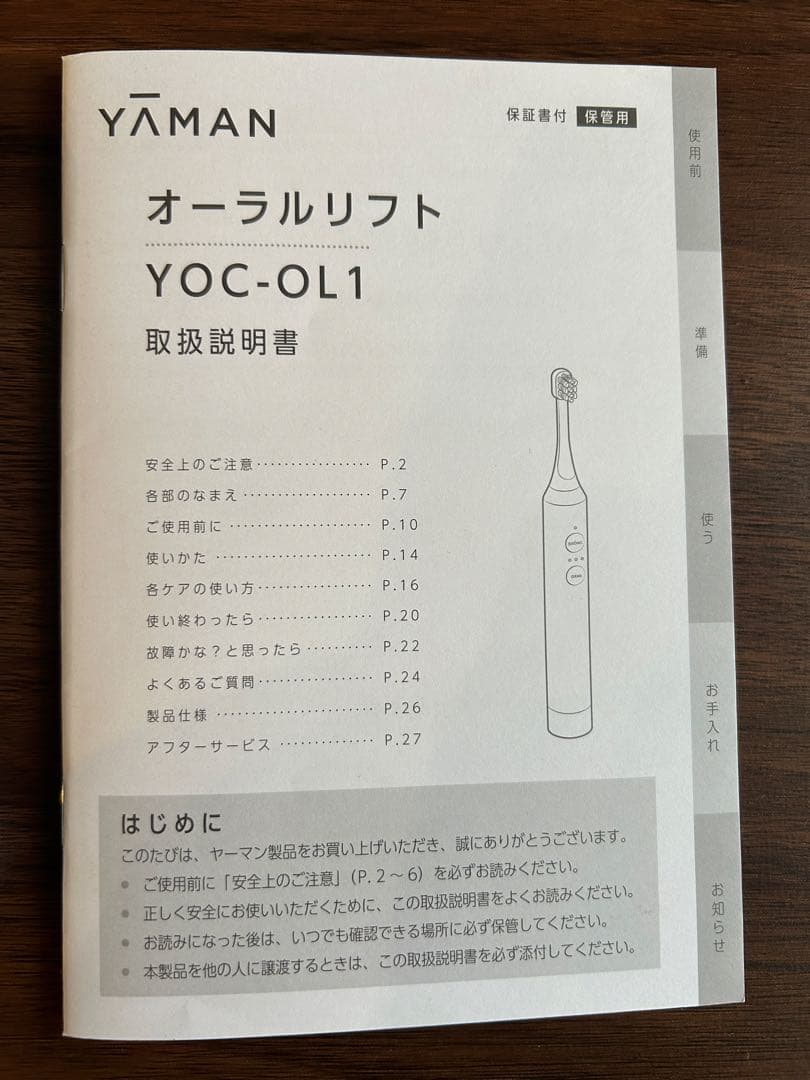 YĀMAN
保証書付 保管用
オーラルリフト
YOC-OL1
取扱説明書
安全上のご注意················ P.2
各部のなまえ·················· P.7
ご使用前に ···················· P.10
使いかた ······················ P.14
各ケアの使い方················ P.16
使い終わったら················ P.20
故障かな？と思ったら·········· P.22
よくあるご質問················ P.24
製品仕様 ······················ P.26
アフターサービス ·············· P.27
はじめに
このたびは、ヤーマン製品をお買い上げいただき、誠にありがとうございます。
● ご使用前に「安全上のご注意」（P. 2 ～ 6）を必ずお読みください。
● 正しく安全にお使いいただくために、この取扱説明書をよくお読みください。
● お読みになった後は、いつでも確認できる場所に必ず保管してください。
● 本製品を他の人に譲渡するときは、この取扱説明書を必ず添付してください。
使用前
準備
使う
お手入れ
お知らせ